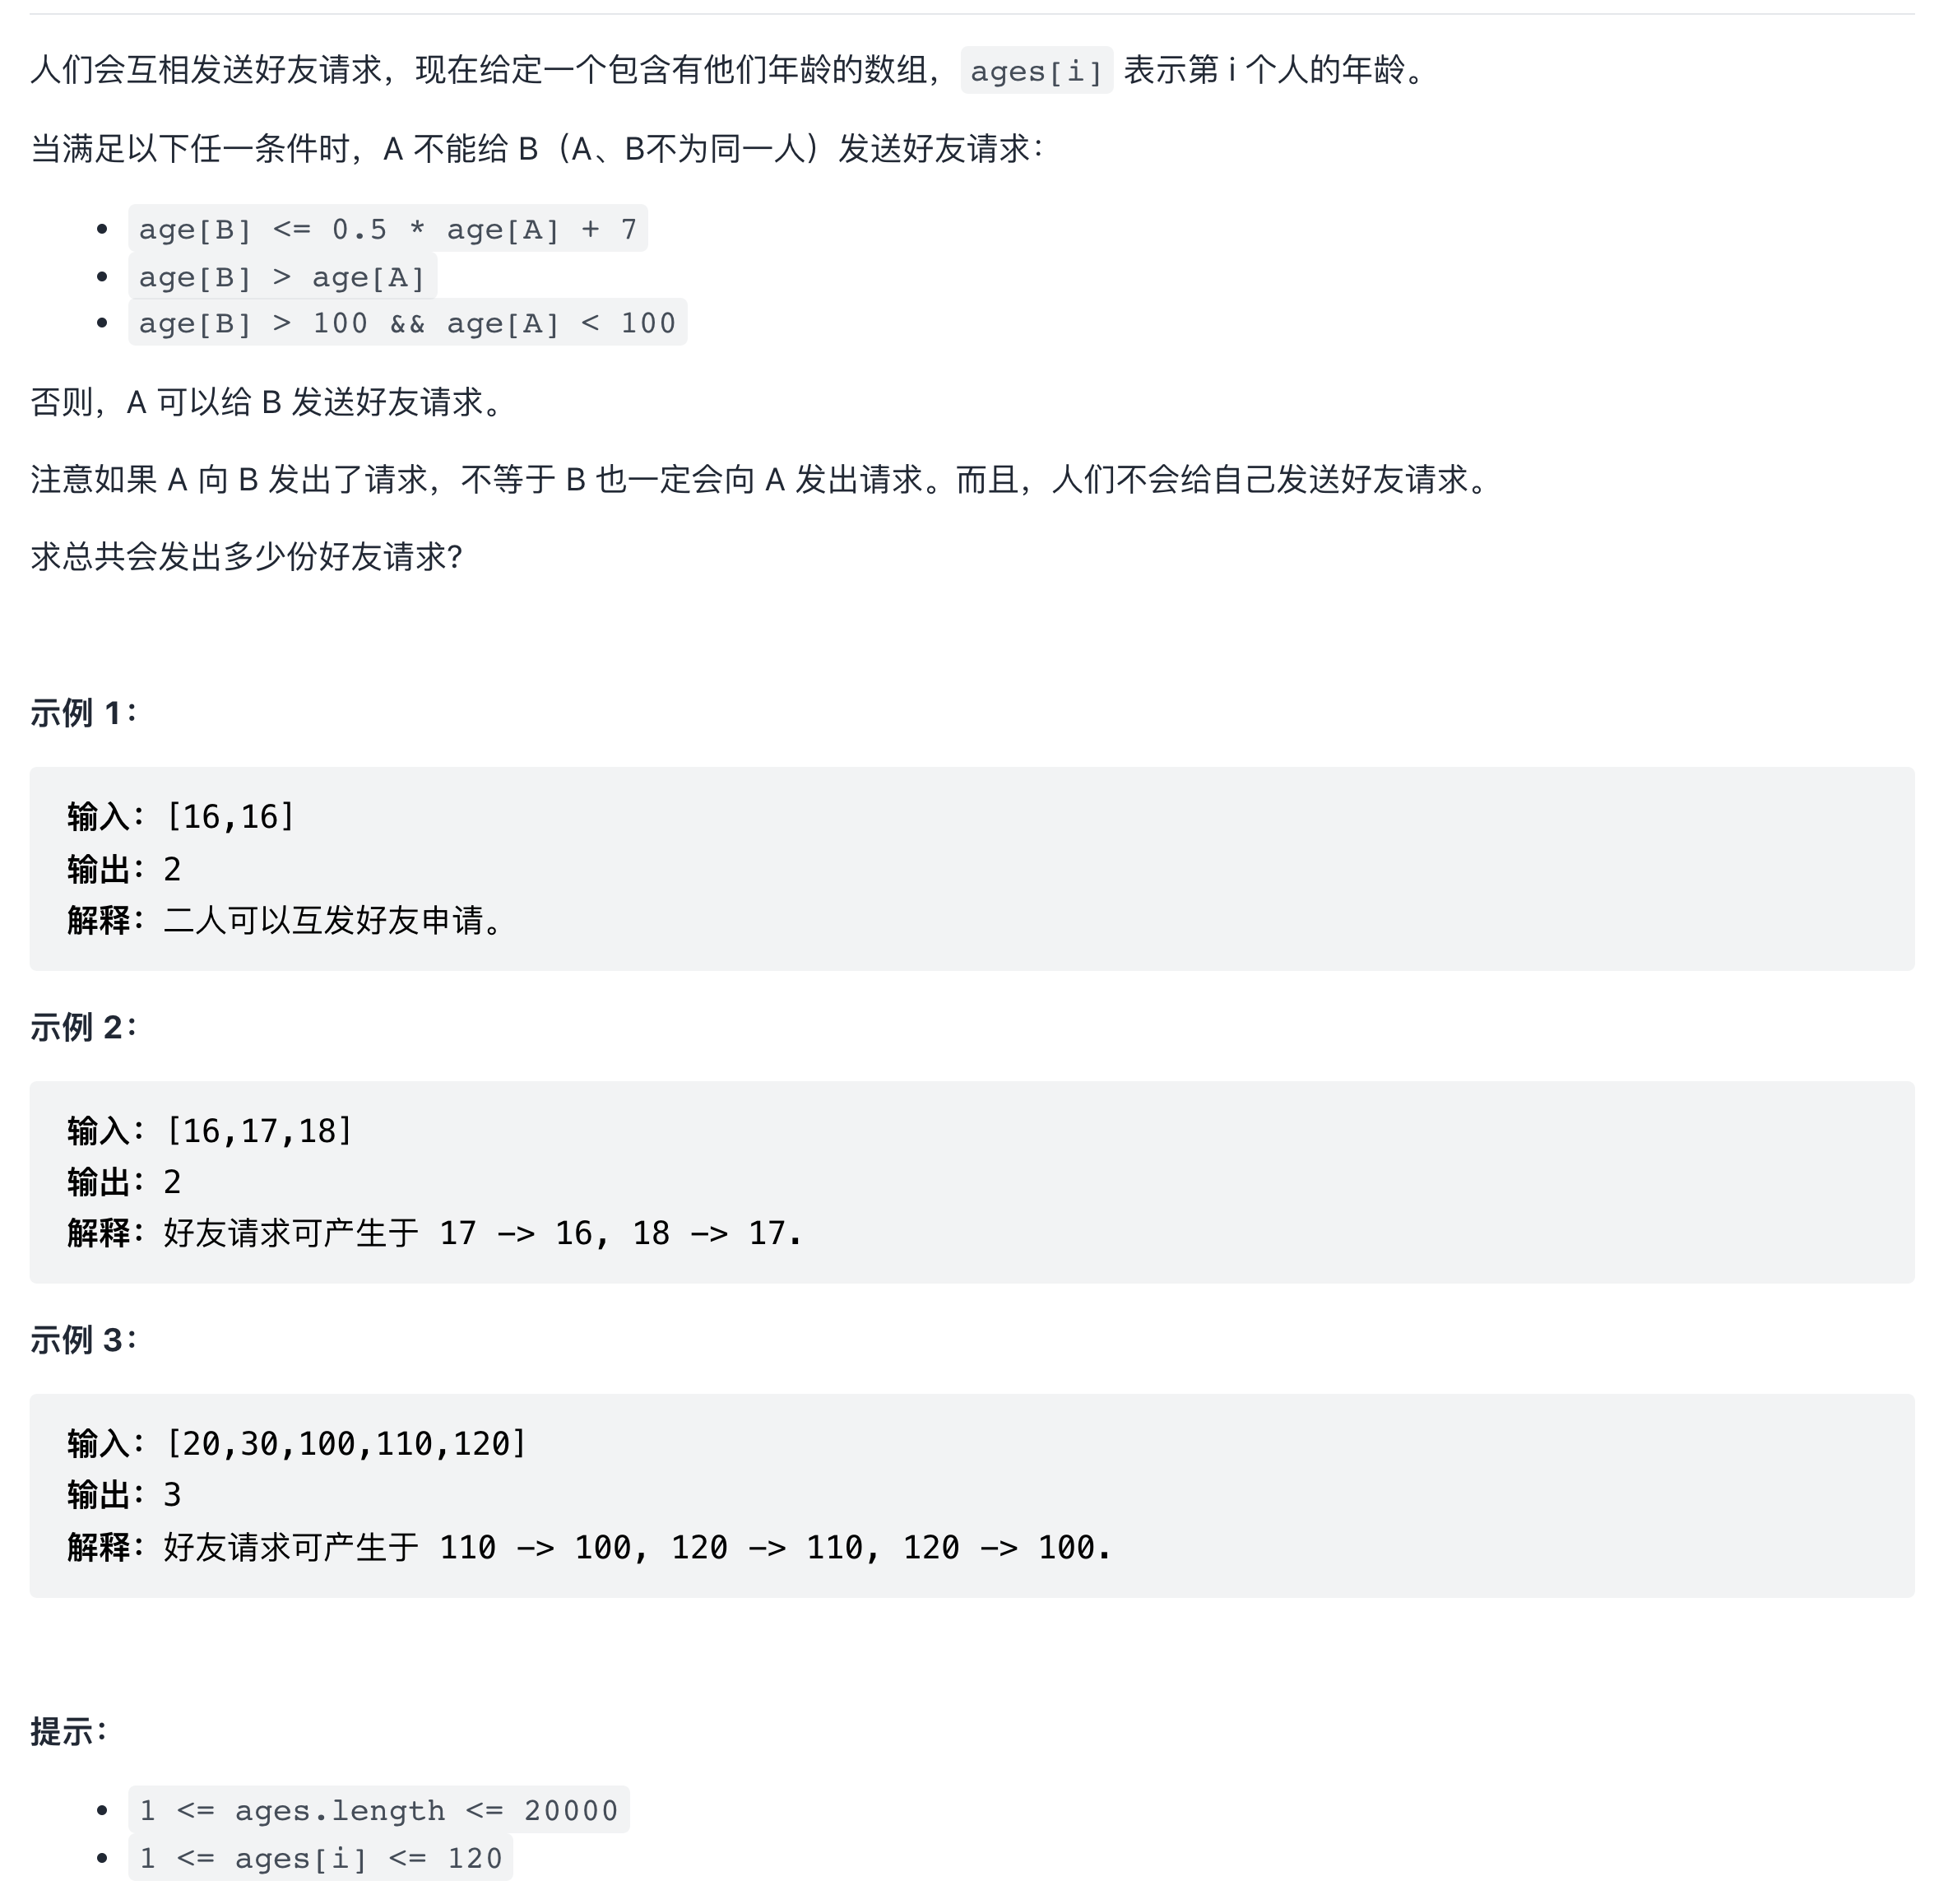 人们会互相发送好友请求，现在给定一个包含有他们年龄的数组，ages[i] 表示第 i 个人的年龄。
当满足以下任一条件时，A 不能给 B（A、B不为同一人）发送好友请求：
• age[B] <= 0.5 * age[A] + 7
• age[B] > age[A]
• age[B] > 100 && age[A] < 100
否则，A 可以给 B 发送好友请求。
注意如果 A 向 B 发出了请求，不等于 B 也一定会向 A 发出请求。而且，人们不会给自己发送好友请求。
求总共会发出多少份好友请求?
示例 1：
输入：[16,16]
输出：2
解释：二人可以互发好友申请。
示例 2：
输入：[16,17,18]
输出：2
解释：好友请求可产生于 17 -> 16, 18 -> 17.
示例 3：
输入：[20,30,100,110,120]
输出：3
解释：好友请求可产生于 110 -> 100, 120 -> 110, 120 -> 100.
提示：
• 1 <= ages.length <= 20000
• 1 <= ages[i] <= 120